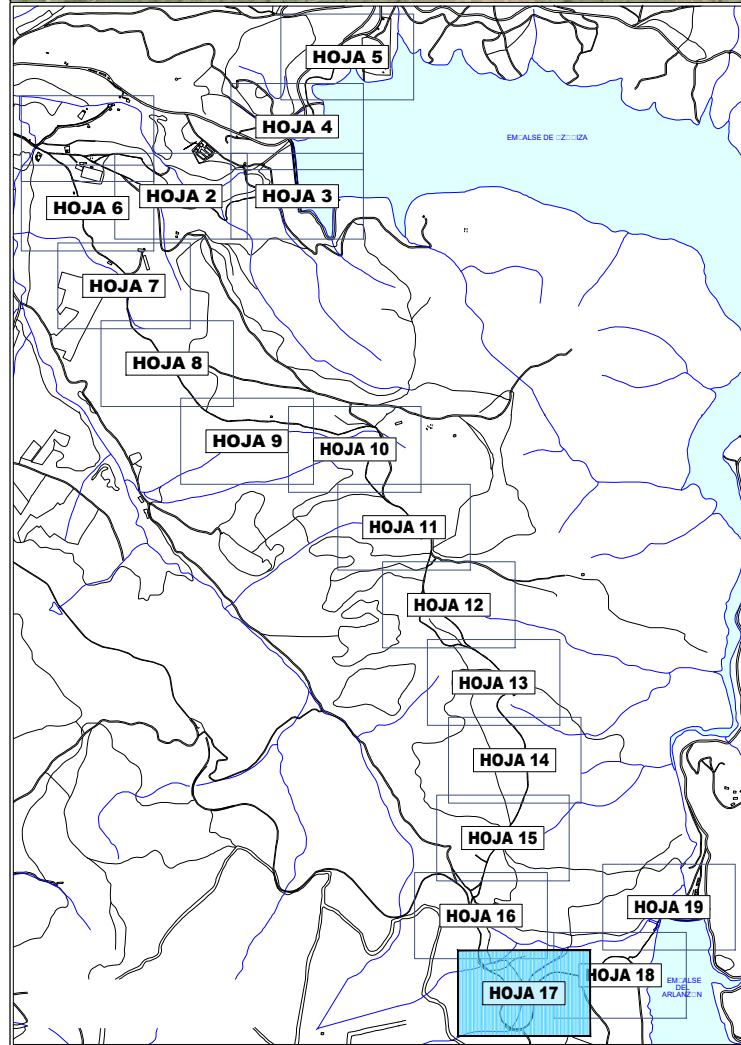 HOJA 5
HOJA 4
EM□ALSE DE □Z□□IZA
HOJA 2
HOJA 3
HOJA 6
HOJA 7
HOJA 8
HOJA 9
HOJA 10
HOJA 11
HOJA 12
HOJA 13
HOJA 14
HOJA 15
HOJA 16
HOJA 19
HOJA 18
HOJA 17
EM□ALSE
DEL
ARLANZ□N